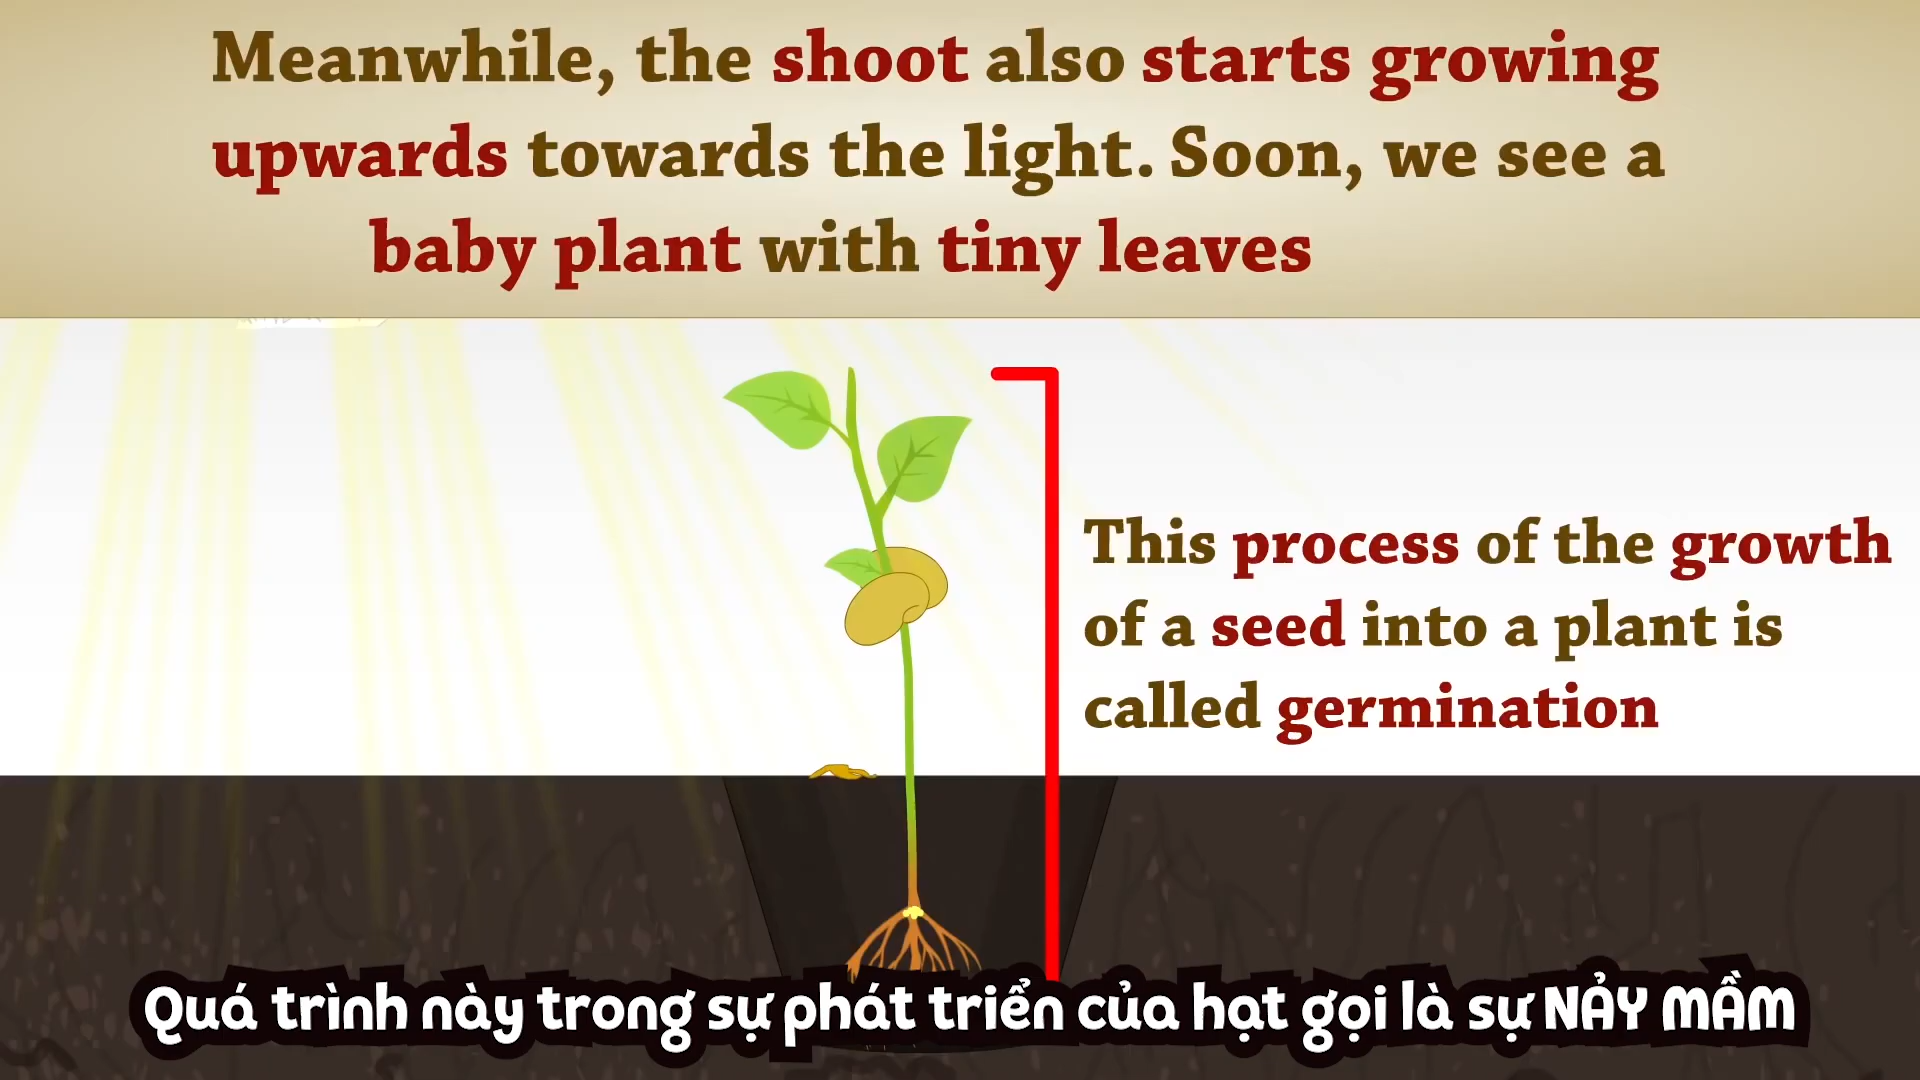 Meanwhile, the shoot also starts growing
upwards towards the light. Soon, we see a
baby plant with tiny leaves
This process of the growth
of a seed into a plant is
called germination
Quá trình này trong sự phát triển của hạt gọi là sự NẢY MẦM